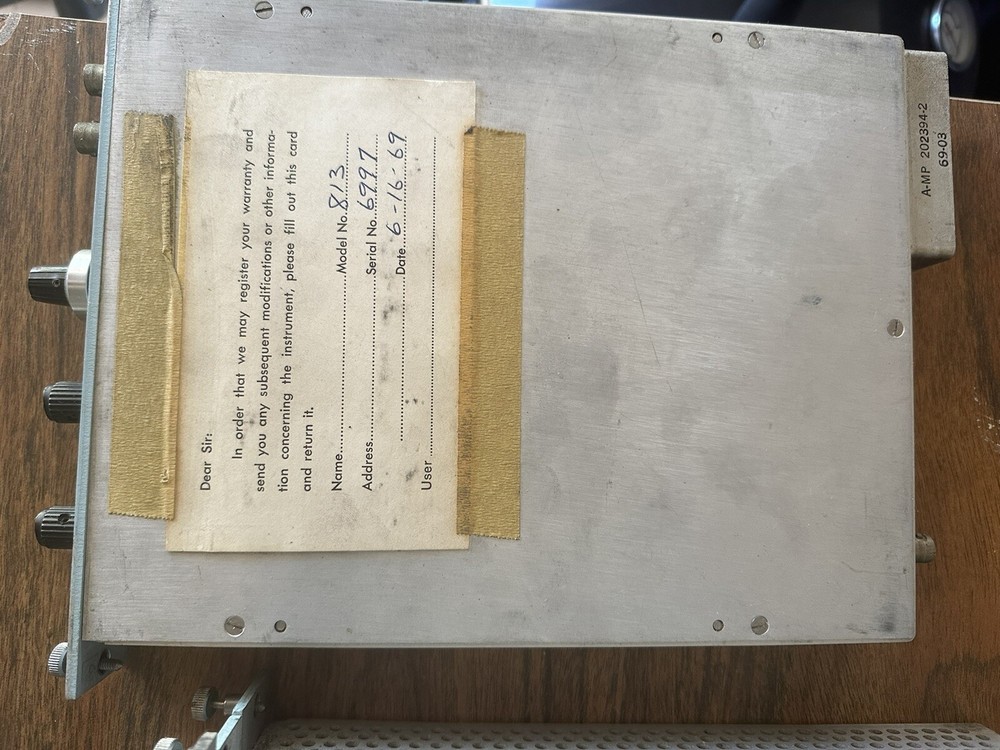 Dear Sir:
In order that we may register your warranty and
send you any subsequent modifications or other informa-
tion concerning the instrument, please fill out this card
and return it.
Name..........Model No. 813
Address..........Serial No. 6997
..........Date 6-16-69
User..........
A-MP 202394-2
69-03